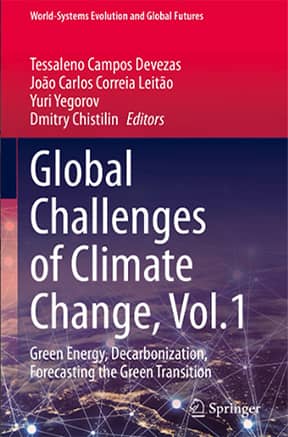 World-Systems Evolution and Global Futures
Tessaleno Campos Devezas
João Carlos Correia Leitão
Yuri Yegorov
Dmitry Chistilin Editors
Global
Challenges
of Climate
Change, Vol.1
Green Energy, Decarbonization,
Forecasting the Green Transition
Springer